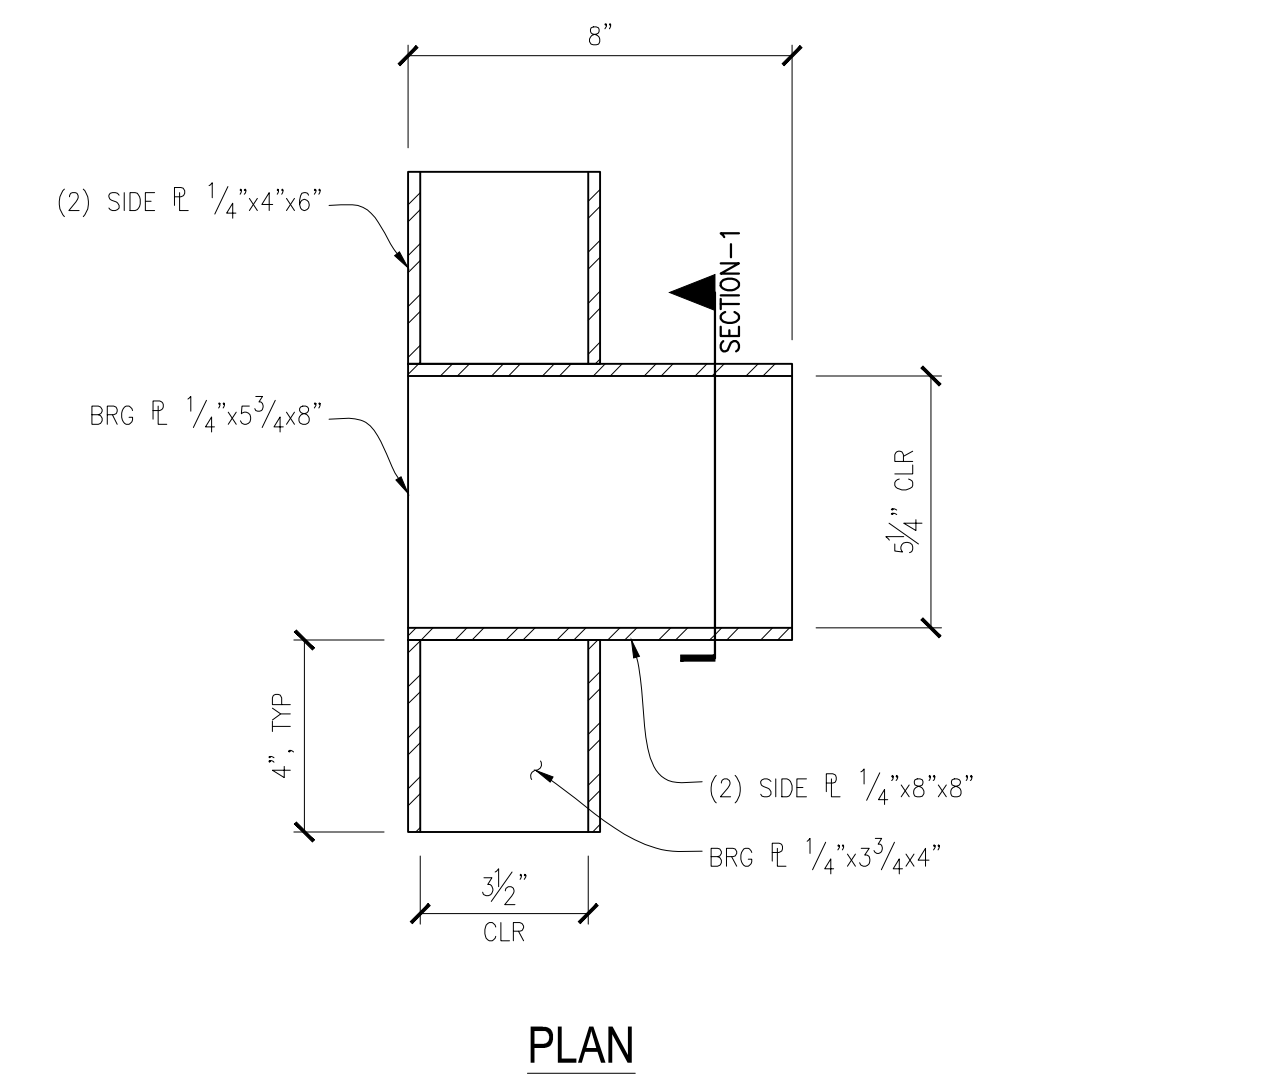 8”
(2) SIDE ℄ 1/4”x4”x6”
SECTION-1
BRG ℄ 1/4”x5 3/4x8”
5 1/4” CLR
4”, TYP
(2) SIDE ℄ 1/4”x8”x8”
BRG ℄ 1/4”x3 3/4x4”
3 1/2”
CLR
PLAN